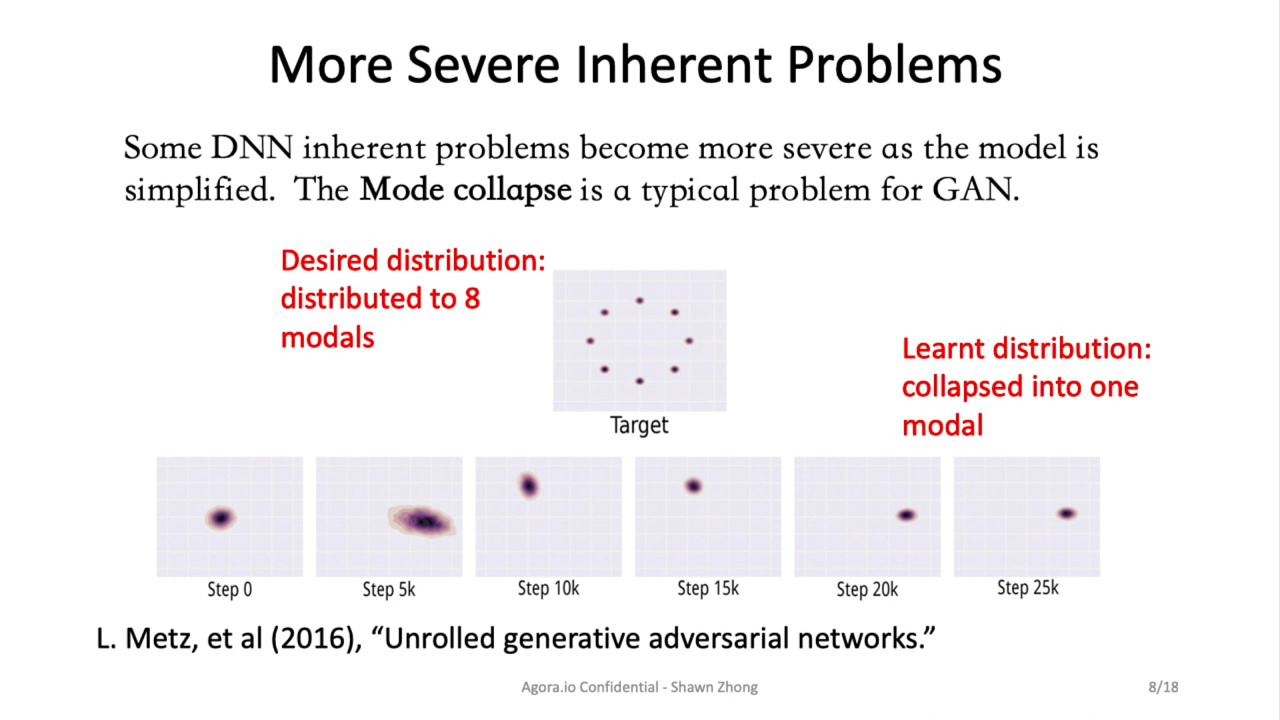 More Severe Inherent Problems
Some DNN inherent problems become more severe as the model is
simplified. The Mode collapse is a typical problem for GAN.
Desired distribution:
distributed to 8
modals
Learnt distribution:
collapsed into one
modal
Target
Step 0
Step 5k
Step 10k
Step 15k
Step 20k
Step 25k
L. Metz, et al (2016), “Unrolled generative adversarial networks.”
Agora.io Confidential - Shawn Zhong
8/18